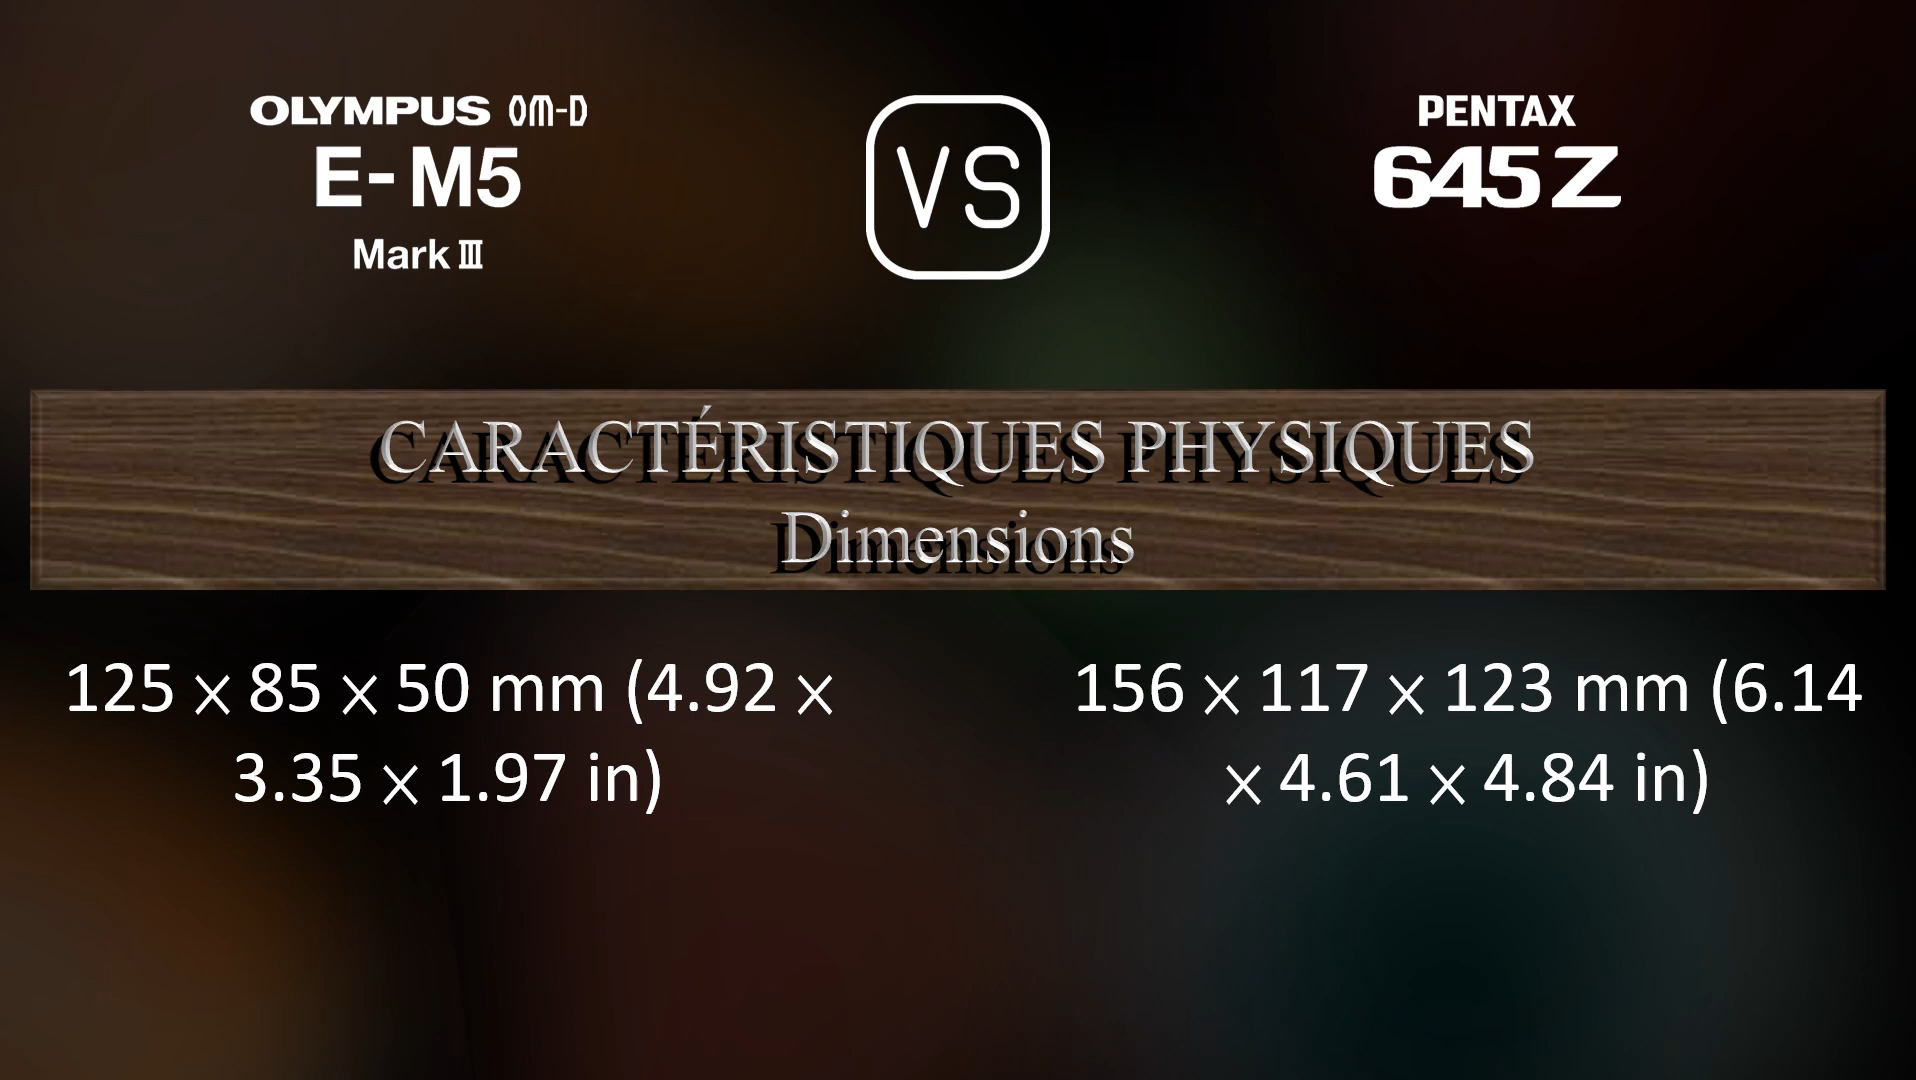 OLYMPUS OM-D
E-M5
Mark III
VS
PENTAX
645Z
CARACTÉRISTIQUES PHYSIQUES
Dimensions
125 x 85 x 50 mm (4.92 x
3.35 x 1.97 in)
156 x 117 x 123 mm (6.14
x 4.61 x 4.84 in)